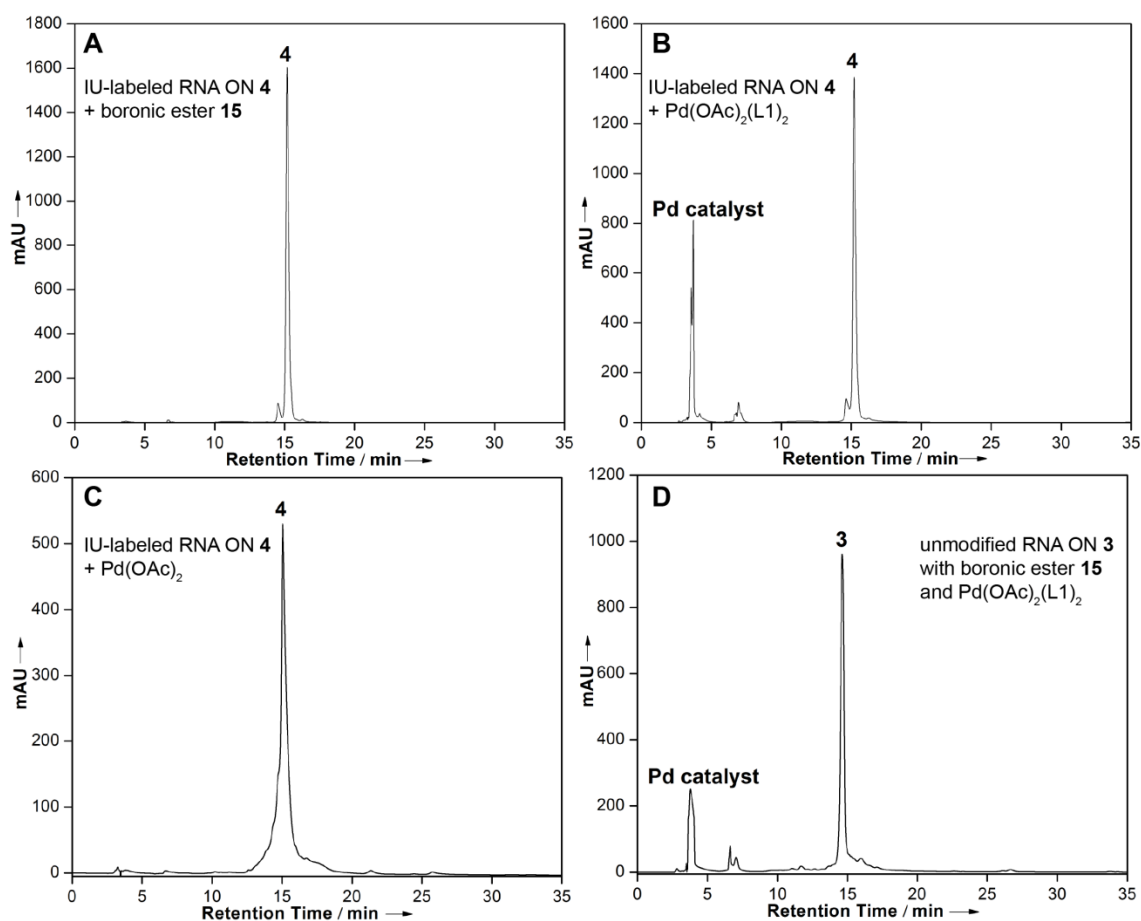 A
4
IU-labeled RNA ON 4
+ boronic ester 15
1800
1600
1400
1200
1000
800
600
400
200
0
mAU
0 5 10 15 20 25 30 35
Retention Time / min
B
4
IU-labeled RNA ON 4
+ Pd(OAc)2(L1)2
Pd catalyst
1600
1400
1200
1000
800
600
400
200
0
mAU
0 5 10 15 20 25 30 35
Retention Time / min
C
4
IU-labeled RNA ON 4
+ Pd(OAc)2
600
500
400
300
200
100
0
mAU
0 5 10 15 20 25 30 35
Retention Time / min
D
3
unmodified RNA ON 3
with boronic ester 15
and Pd(OAc)2(L1)2
Pd catalyst
1200
1000
800
600
400
200
0
mAU
0 5 10 15 20 25 30 35
Retention Time / min